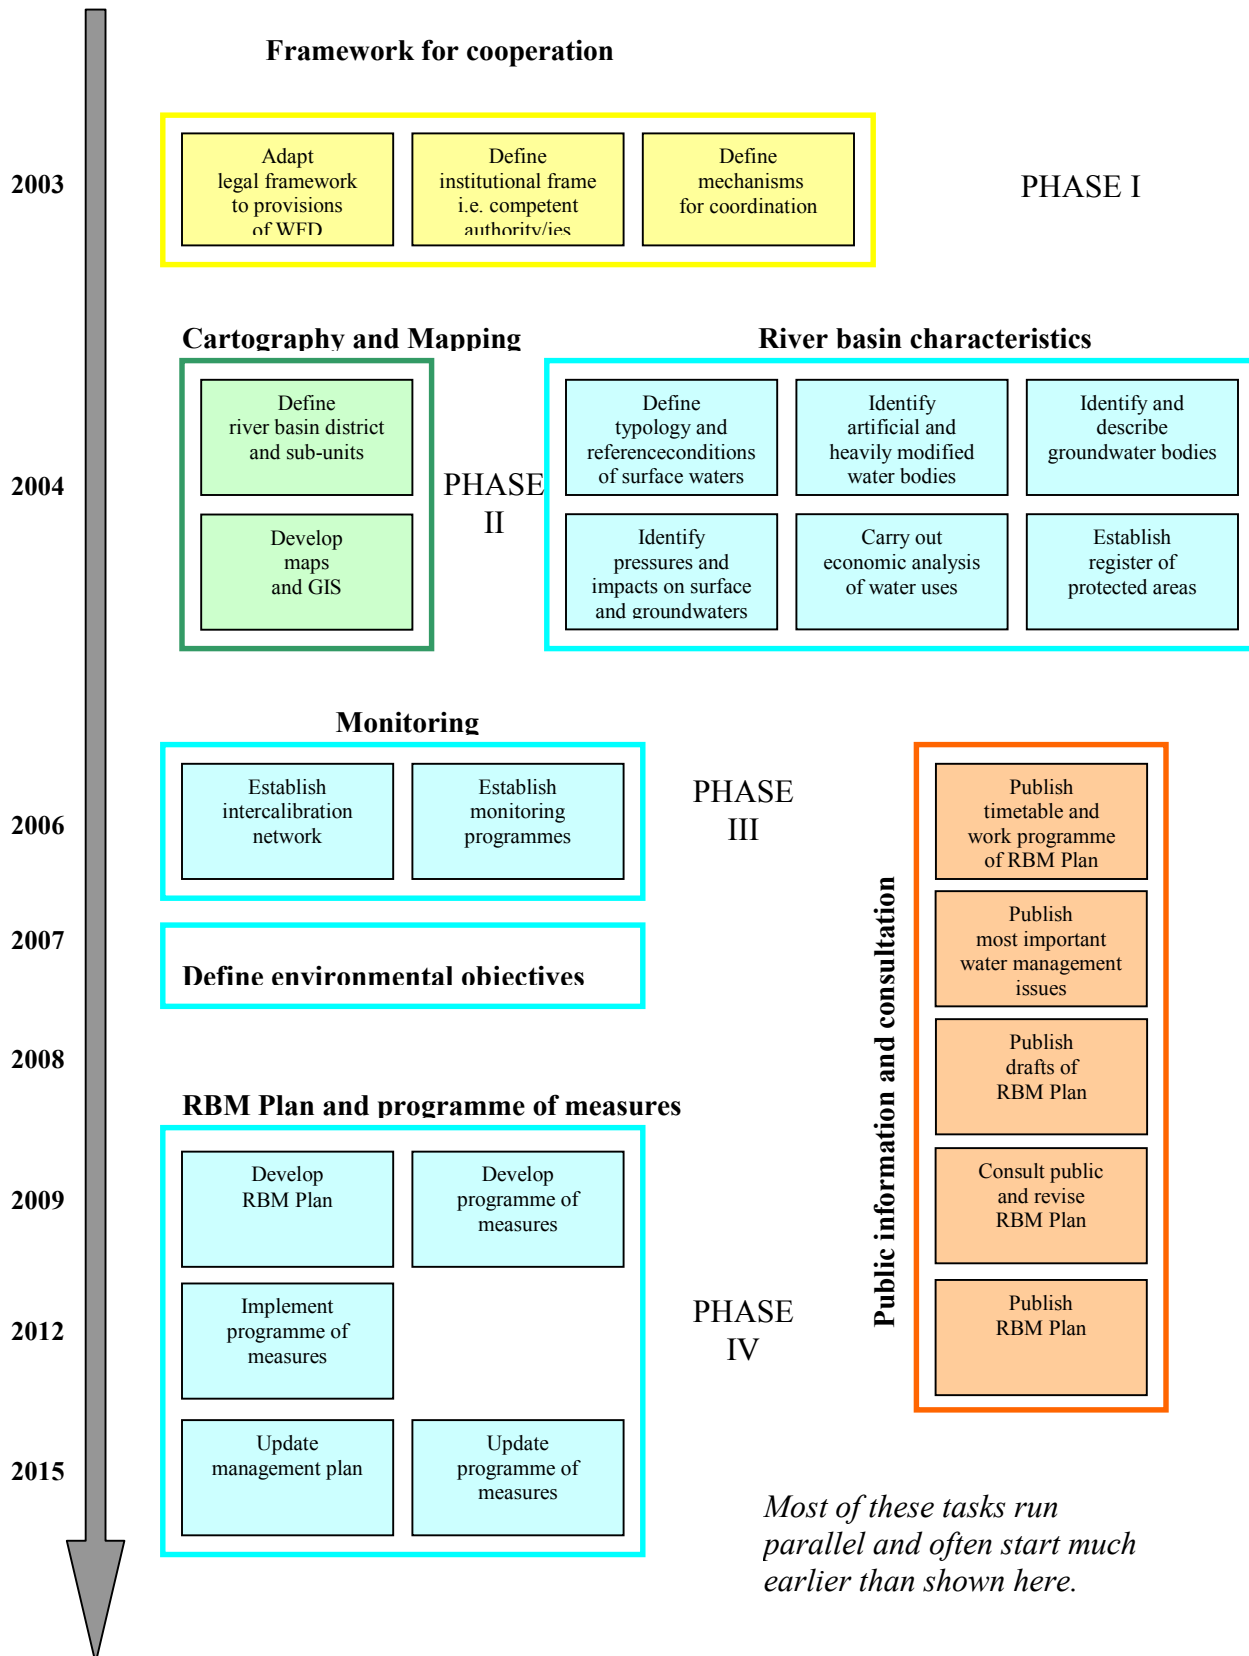 Framework for cooperation
2003
Adapt
legal framework
to provisions
of WFD
Define
institutional frame
i.e. competent
authority/ies
Define
mechanisms
for coordination
PHASE I
Cartography and Mapping
River basin characteristics
2004
Define
river basin district
and sub-units
Develop
maps
and GIS
PHASE
II
Define
typology and
referenceconditions
of surface waters
Identify
artificial and
heavily modified
water bodies
Identify and
describe
groundwater bodies
Identify
pressures and
impacts on surface
and groundwaters
Carry out
economic analysis
of water uses
Establish
register of
protected areas
Monitoring
2006
Establish
intercalibration
network
Establish
monitoring
programmes
PHASE
III
2007
Define environmental objectives
2008
RBM Plan and programme of measures
2009
Develop
RBM Plan
Develop
programme of
measures
2012
Implement
programme of
measures
PHASE
IV
2015
Update
management plan
Update
programme of
measures
Public information and consultation
Publish
timetable and
work programme
of RBM Plan
Publish
most important
water management
issues
Publish
drafts of
RBM Plan
Consult public
and revise
RBM Plan
Publish
RBM Plan
Most of these tasks run
parallel and often start much
earlier than shown here.